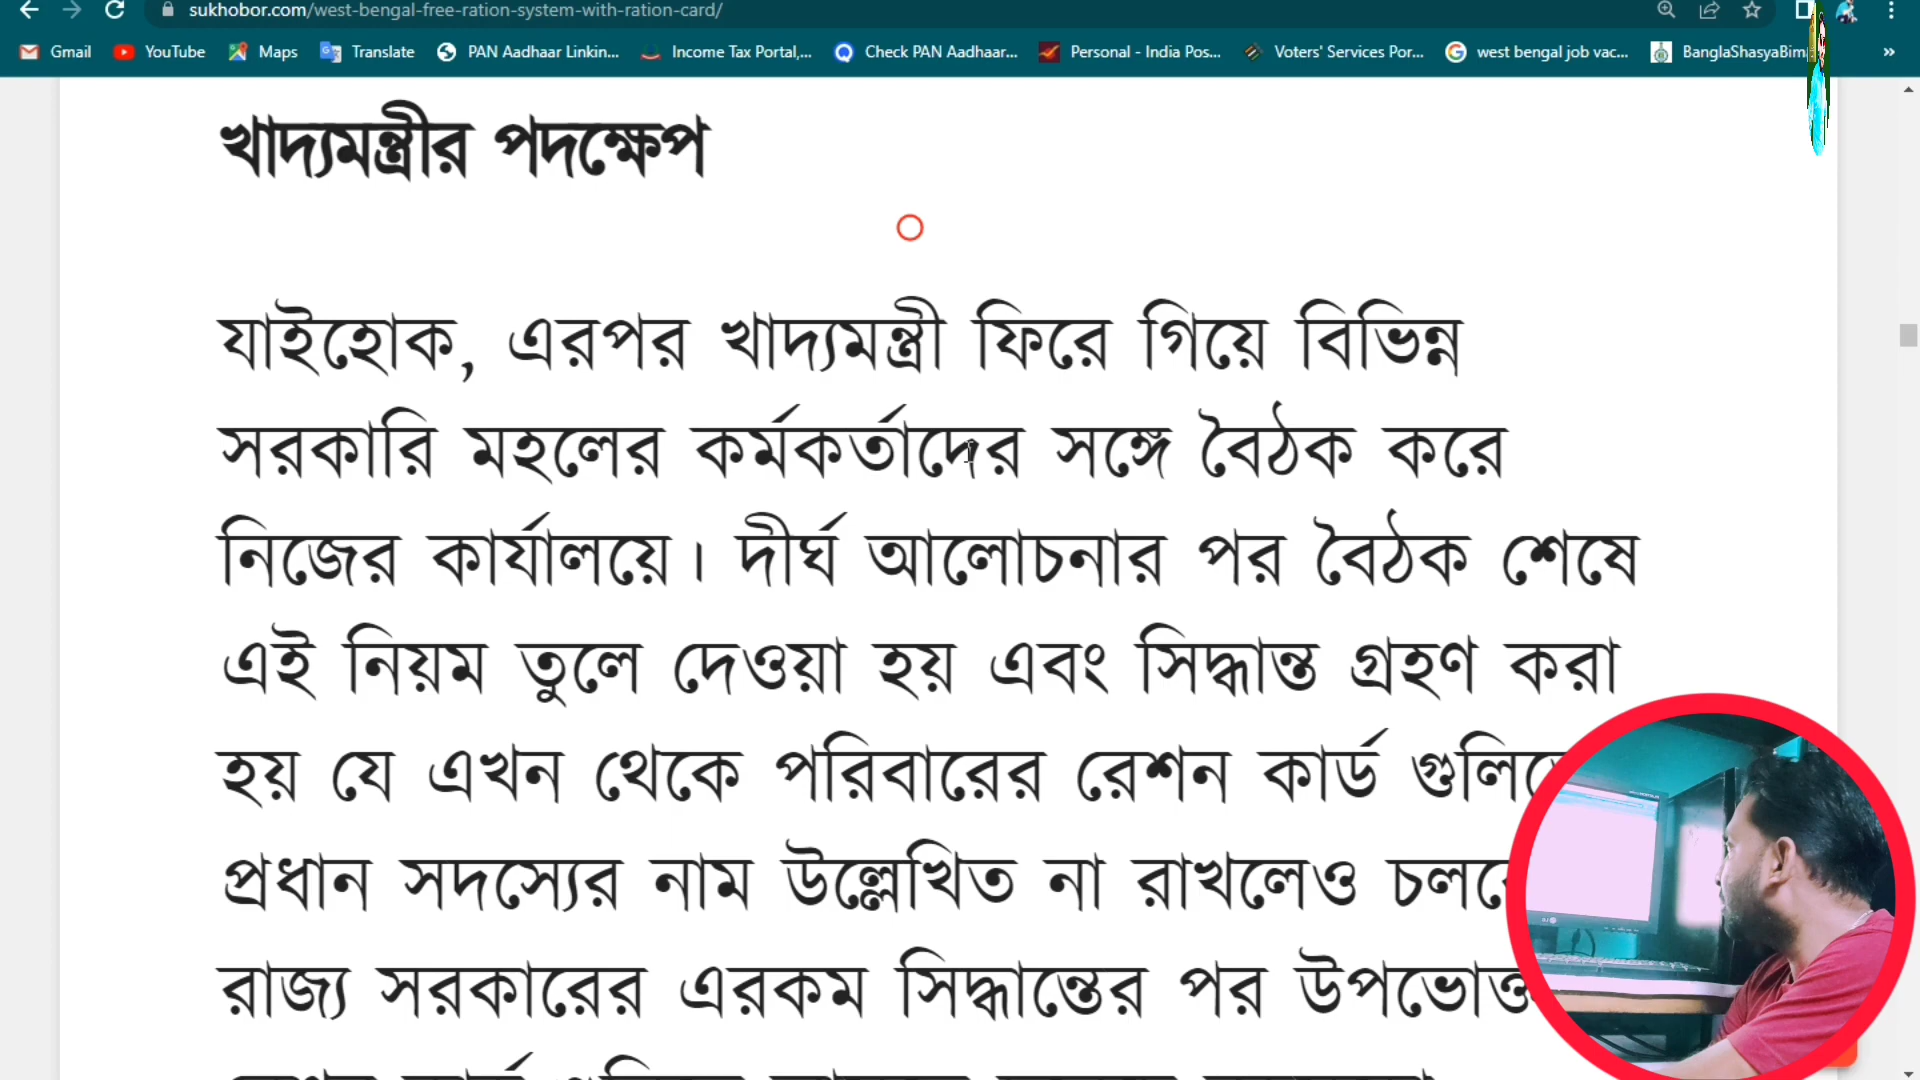 sukhobor.com/west-bengal-free-ration-system-with-ration-card/
Gmail YouTube Maps Translate PAN Aadhaar Linkin... Income Tax Portal,... Check PAN Aadhaar... Personal - India Pos... Voters' Services Por... west bengal job vac... BanglaShasyaBim »
খাদ্যমন্ত্রীর পদক্ষেপ
যাইহোক, এরপর খাদ্যমন্ত্রী ফিরে গিয়ে বিভিন্ন
সরকারি মহলের কর্মকর্তাদের সঙ্গে বৈঠক করে
নিজের কার্যালয়ে। দীর্ঘ আলোচনার পর বৈঠক শেষে
এই নিয়ম তুলে দেওয়া হয় এবং সিদ্ধান্ত গ্রহণ করা
হয় যে এখন থেকে পরিবারের রেশন কার্ড
প্রধান সদস্যের নাম উল্লেখিত না রাখলেও
রাজ্য সরকারের এরকম সিদ্ধান্তের পর